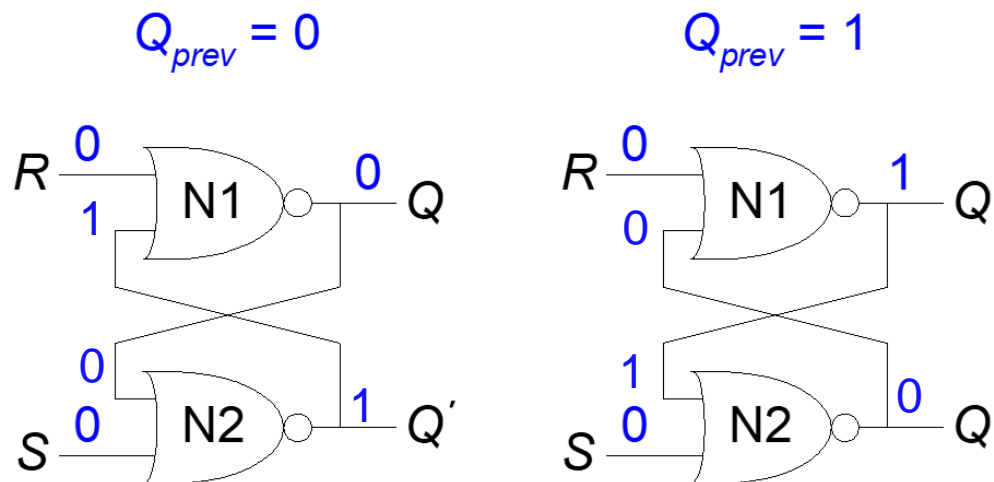 Qprev = 0
Qprev = 1
R 0 1 N1 0 Q
R 0 0 N1 1 Q
S 0 0 N2 1 Q′
S 1 0 N2 0 Q